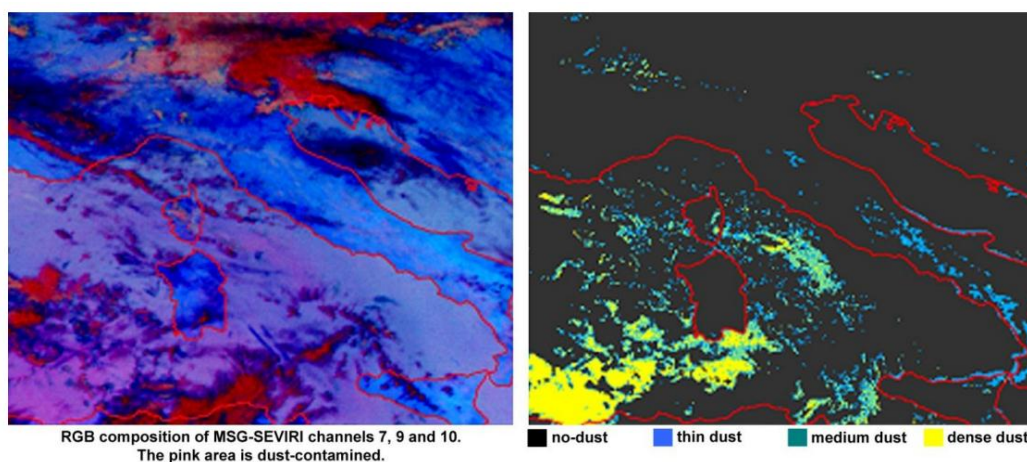 RGB composition of MSG-SEVIRI channels 7, 9 and 10.
The pink area is dust-contamined.
no-dust thin dust medium dust dense dust